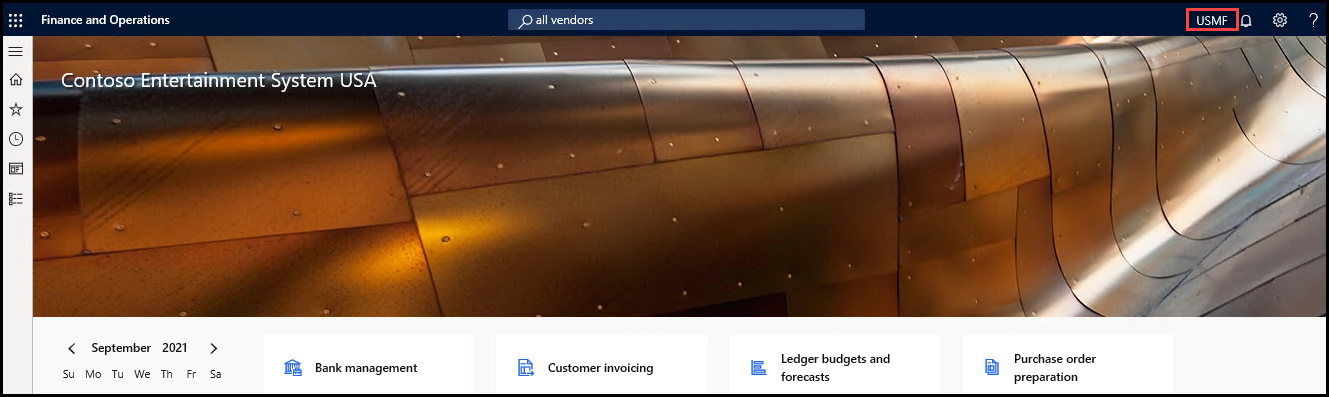 Finance and Operations
all vendors
USMF
?
Contoso Entertainment System USA
September 2021
Su Mo Tu We Th Fr Sa
Bank management
Customer invoicing
Ledger budgets and
forecasts
Purchase order
preparation